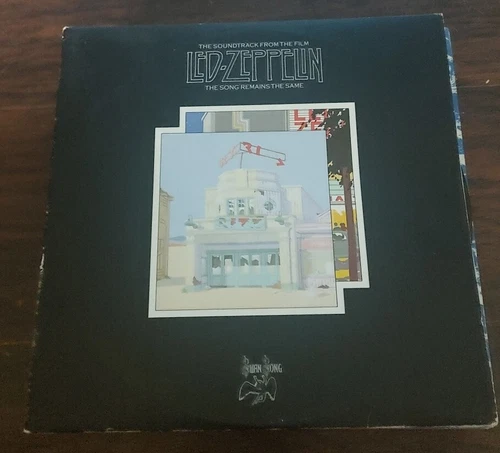 THE SOUNDTRACK FROM THE FILM
LED-ZEPPELIN
THE SONG REMAINS THE SAME
SWAN SONG